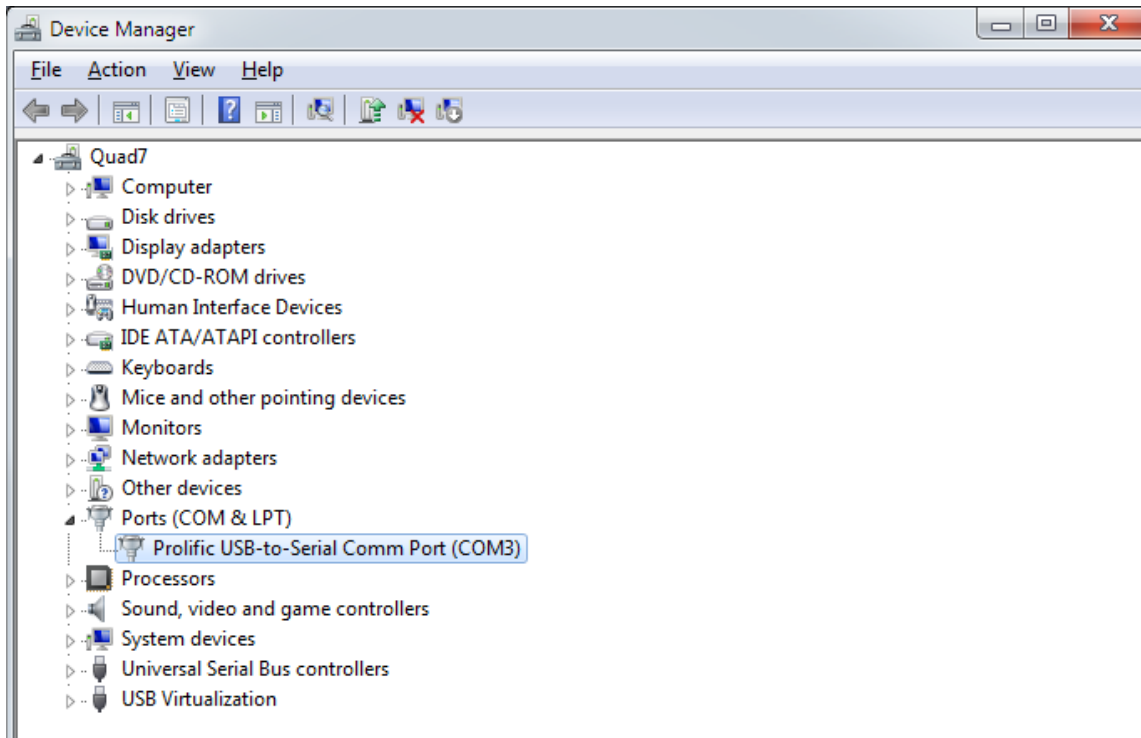 Device Manager
File Action View Help
Quad7
Computer
Disk drives
Display adapters
DVD/CD-ROM drives
Human Interface Devices
IDE ATA/ATAPI controllers
Keyboards
Mice and other pointing devices
Monitors
Network adapters
Other devices
Ports (COM & LPT)
Prolific USB-to-Serial Comm Port (COM3)
Processors
Sound, video and game controllers
System devices
Universal Serial Bus controllers
USB Virtualization